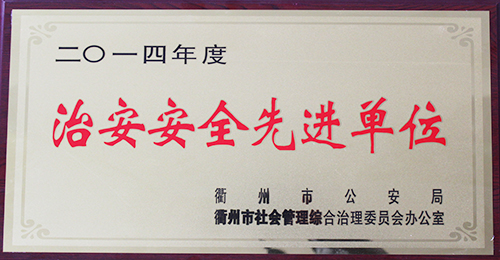 二〇一四年度
治安安全先进单位
衢州市公安局
衢州市社会管理综合治理委员会办公室